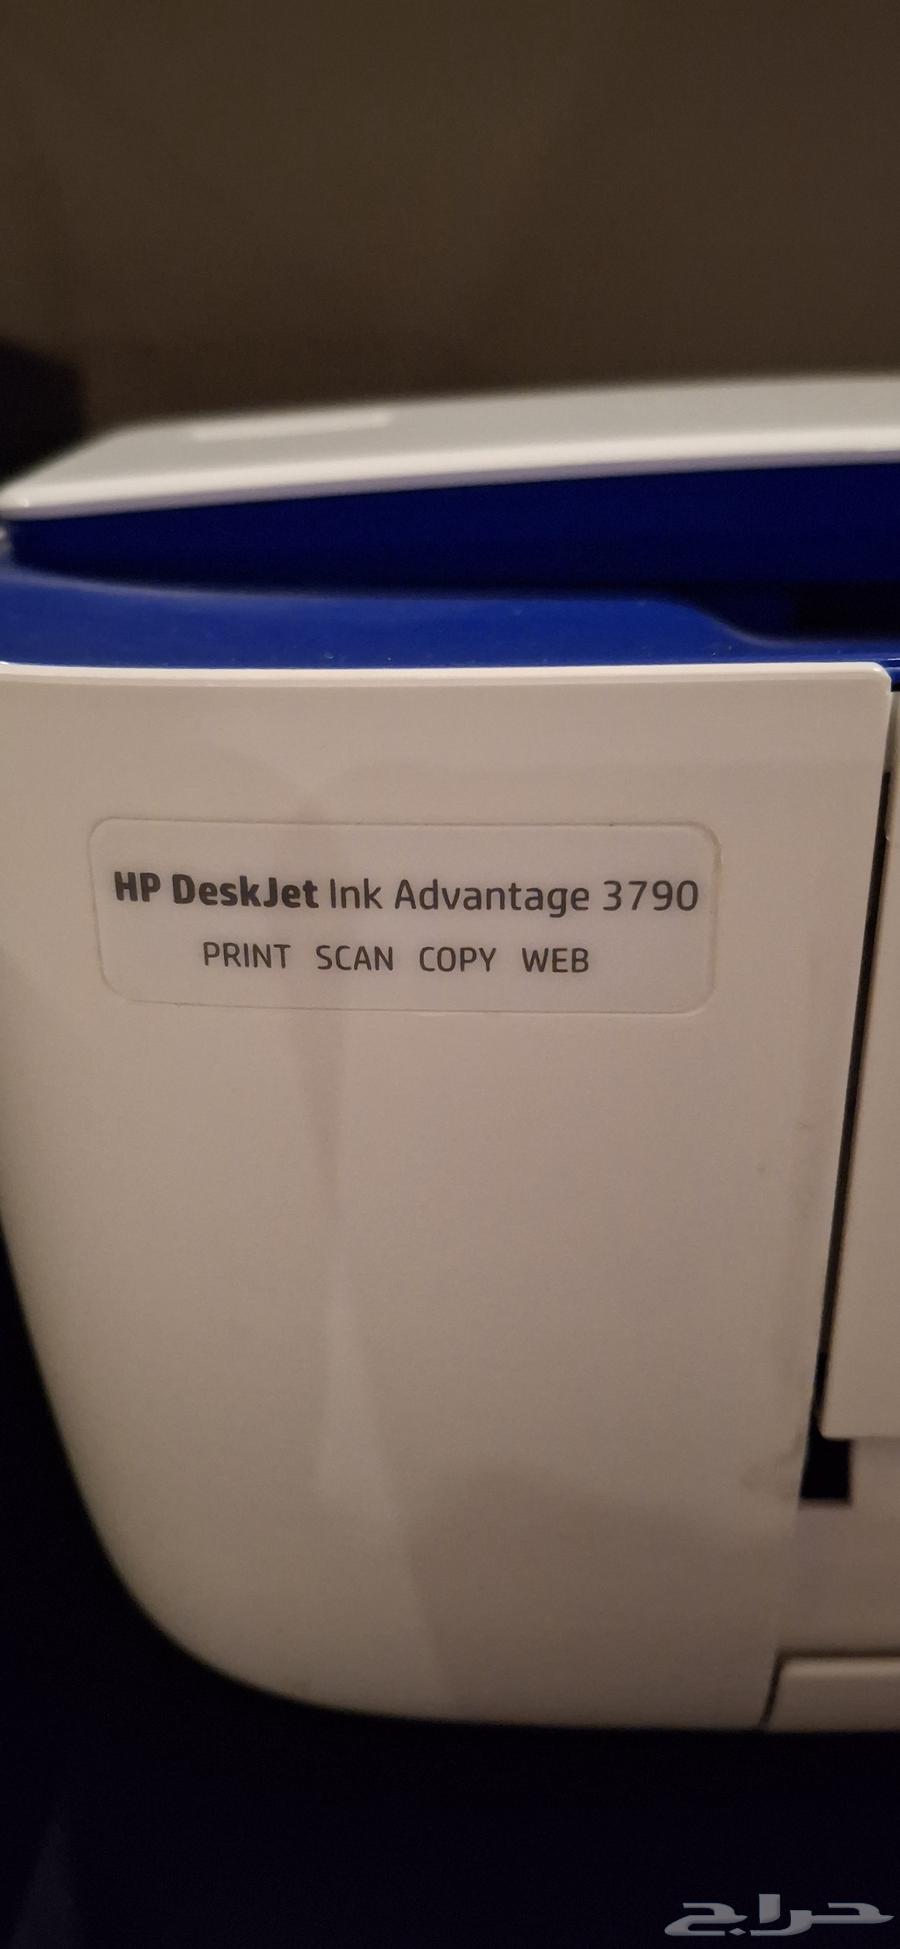 HP DeskJet Ink Advantage 3790
PRINT SCAN COPY WEB
حراج